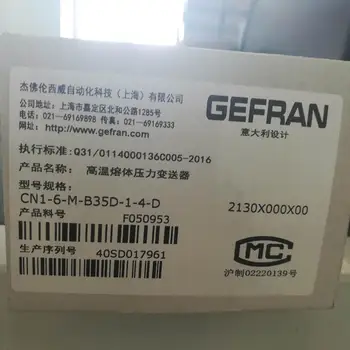 杰佛伦西威自动化科技（上海）有限公司
公司地址：上海市嘉定区北和公路1285号
电话：021-69169898 传真：021-69169333
网址：www.gefran.com
GEFRAN
意大利设计
执行标准：Q31/0114000136C005-2016
产品名称： 高温熔体压力变送器
型号规格：
CN1-6-M-B35D-1-4-D 2130X000X00
产品料号 F050953
生产序列号 40SD017961
MC
沪制02220139号